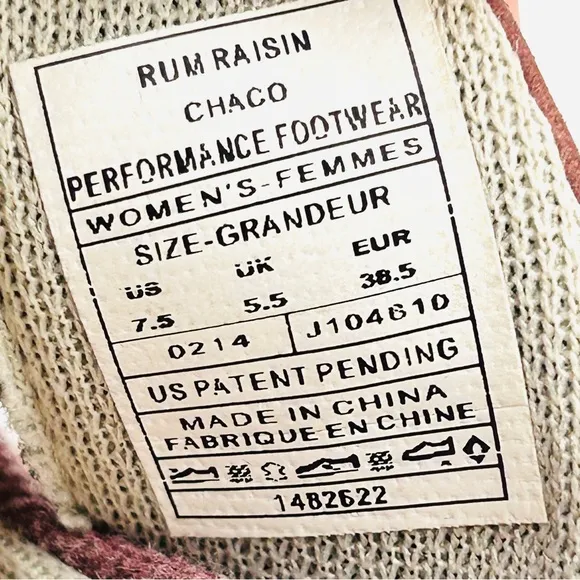 RUM RAISIN
CHACO
PERFORMANCE FOOTWEAR
WOMEN'S-FEMMES
SIZE-GRANDEUR
US UK EUR
7.5 5.5 38.5
0214 J104610
US PATENT PENDING
MADE IN CHINA
FABRIQUE EN CHINE
1482622